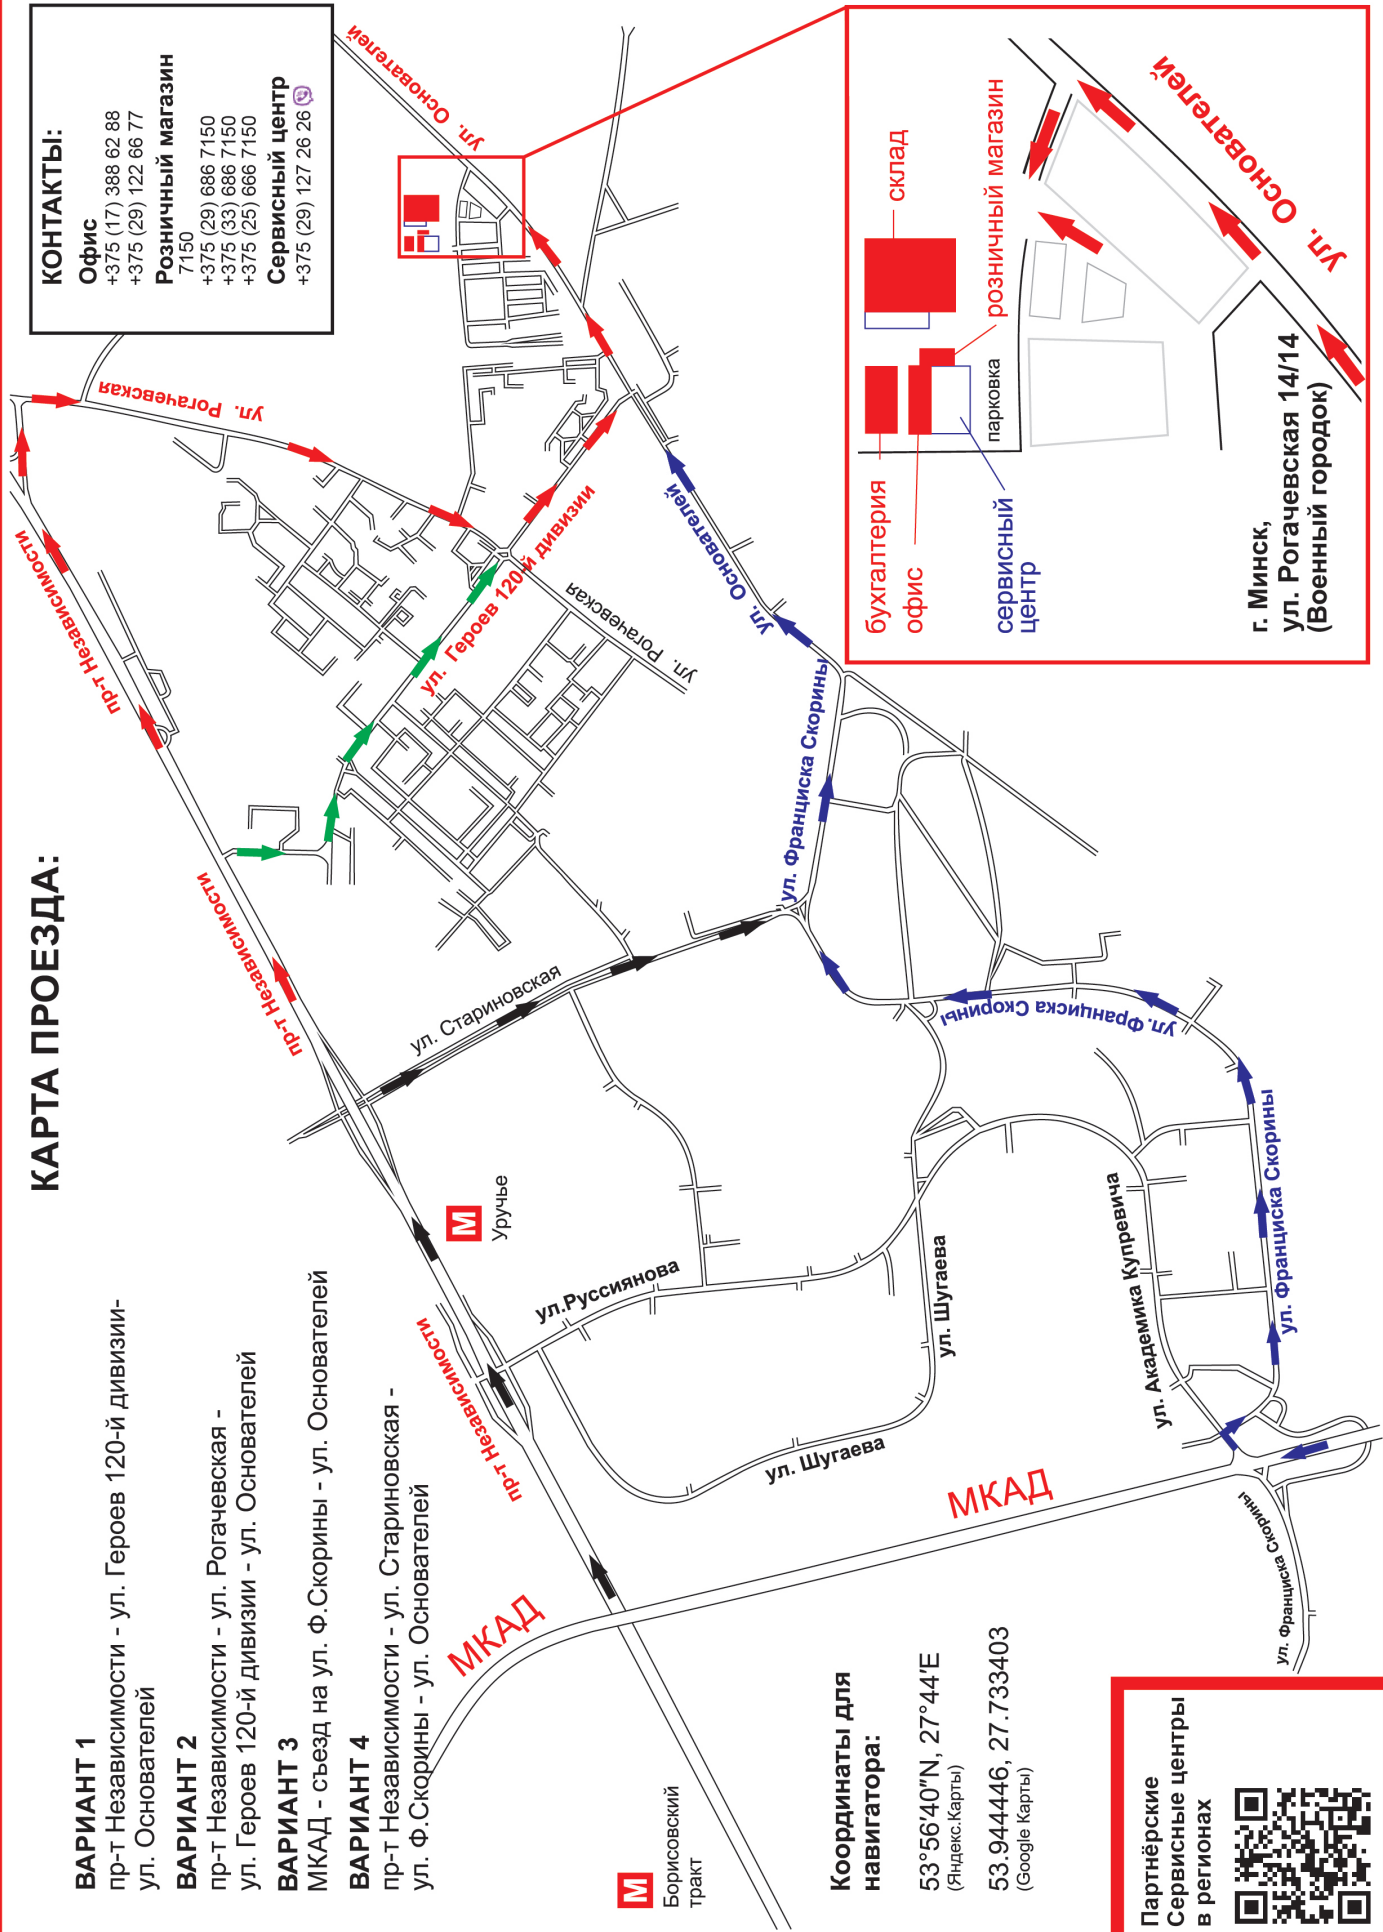 КАРТА ПРОЕЗДА:
ВАРИАНТ 1
пр-т Независимости - ул. Героев 120-й дивизии-
ул. Основателей
ВАРИАНТ 2
пр-т Независимости - ул. Рогачевская -
ул. Героев 120-й дивизии - ул. Основателей
ВАРИАНТ 3
МКАД - съезд на ул. Ф.Скорины - ул. Основателей
ВАРИАНТ 4
пр-т Независимости - ул. Стариновская -
ул. Ф.Скорины - ул. Основателей
КОНТАКТЫ:
Офис
+375 (17) 388 62 88
+375 (29) 122 66 77
Розничный магазин
7150
+375 (29) 686 7150
+375 (33) 686 7150
+375 (25) 666 7150
Сервисный центр
+375 (29) 127 26 26
пр-т Независимости
пр-т Независимости
пр-т Независимости
ул. Рогачевская
ул. Основателей
ул. Героев 120-й дивизии
ул. Рогачевская
ул. Основателей
ул. Стариновская
ул. Франциска Скорины
М
Уручье
ул.Руссиянова
ул. Франциска Скорины
ул. Шугаева
ул. Шугаева
ул. Академика Купревича
ул. Франциска Скорины
МКАД
МКАД
ул. Франциска Скорины
М
Борисовский
тракт
Координаты для
навигатора:
53°56'40"N, 27°44'E
(Яндекс.Карты)
53.944446, 27.733403
(Google Карты)
Партнёрские
Сервисные центры
в регионах
бухгалтерия
офис
склад
розничный магазин
парковка
сервисный
центр
ул. Основателей
г. Минск,
ул. Рогачевская 14/14
(Военный городок)